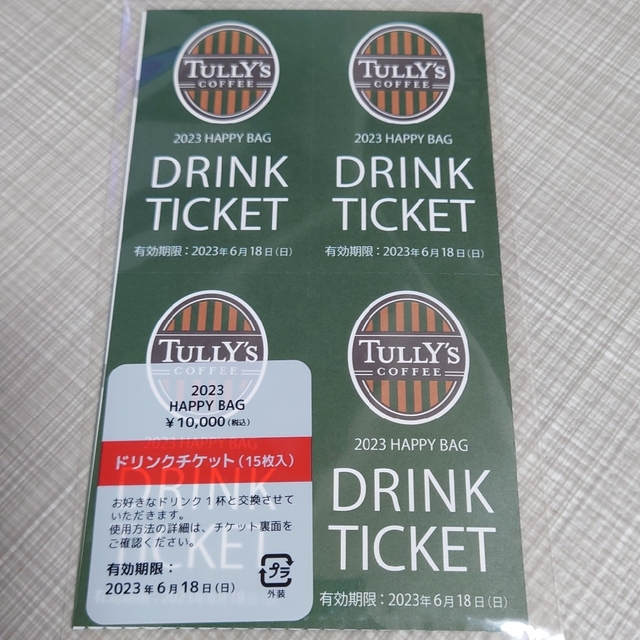 TULLY'S
COFFEE
2023 HAPPY BAG
DRINK
TICKET
有効期限：2023年6月18日(日)
TULLY'S
COFFEE
2023 HAPPY BAG
DRINK
TICKET
有効期限：2023年6月18日(日)
TULLY'S
COFFEE
2023
HAPPY BAG
¥10,000(税込)
ドリンクチケット(15枚入)
お好きなドリンク1杯と交換させて
いただきます。
使用方法の詳細は、チケット裏面を
ご確認ください。
有効期限：
2023年6月18日(日)
プラ
外装
DRINK
TICKET
TULLY'S
COFFEE
2023 HAPPY BAG
DRINK
TICKET
有効期限：2023年6月18日(日)